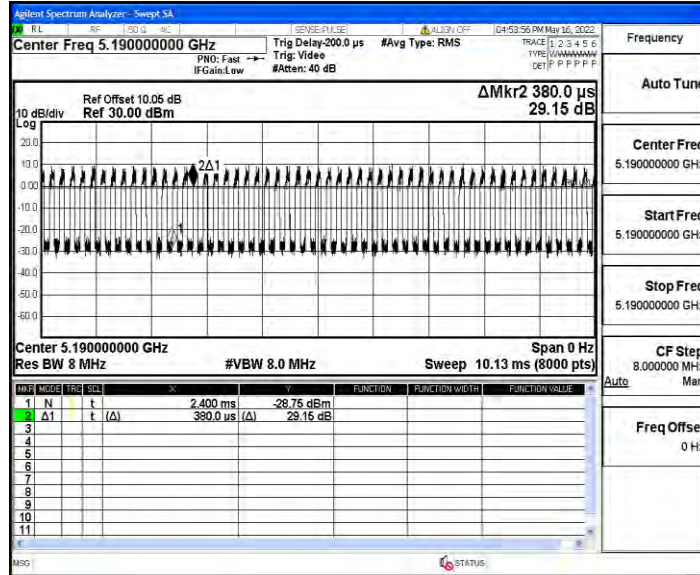 Agilent Spectrum Analyzer - Swept SA
RL RF 50 Ω AC SENSE:PULSE ALIGN OFF 04:53:56 PM May 16, 2022
Center Freq 5.190000000 GHz
PNO: Fast
IFGain:Low
Trig Delay-200.0 µs
Trig: Video
#Atten: 40 dB
#Avg Type: RMS
TRACE 1 2 3 4 5 6
TYPE WWWWWW
DET P P P P P P
Ref Offset 10.05 dB
Ref 30.00 dBm
10 dB/div
Log
ΔMkr2 380.0 µs
29.15 dB
20.0
10.0
0.00
-10.0
-20.0
-30.0
-40.0
-50.0
-60.0
2Δ1
1
Center 5.190000000 GHz
Res BW 8 MHz
#VBW 8.0 MHz
Span 0 Hz
Sweep 10.13 ms (8000 pts)
MKR MODE TRC SCL X Y FUNCTION FUNCTION WIDTH FUNCTION VALUE
1 N t 2.400 ms -28.75 dBm
2 Δ1 t (Δ) 380.0 µs (Δ) 29.15 dB
3
4
5
6
7
8
9
10
11
MSG
STATUS
Frequency
Auto Tune
Center Freq
5.190000000 GHz
Start Freq
5.190000000 GHz
Stop Freq
5.190000000 GHz
CF Step
8.000000 MHz
Auto Man
Freq Offset
0 Hz